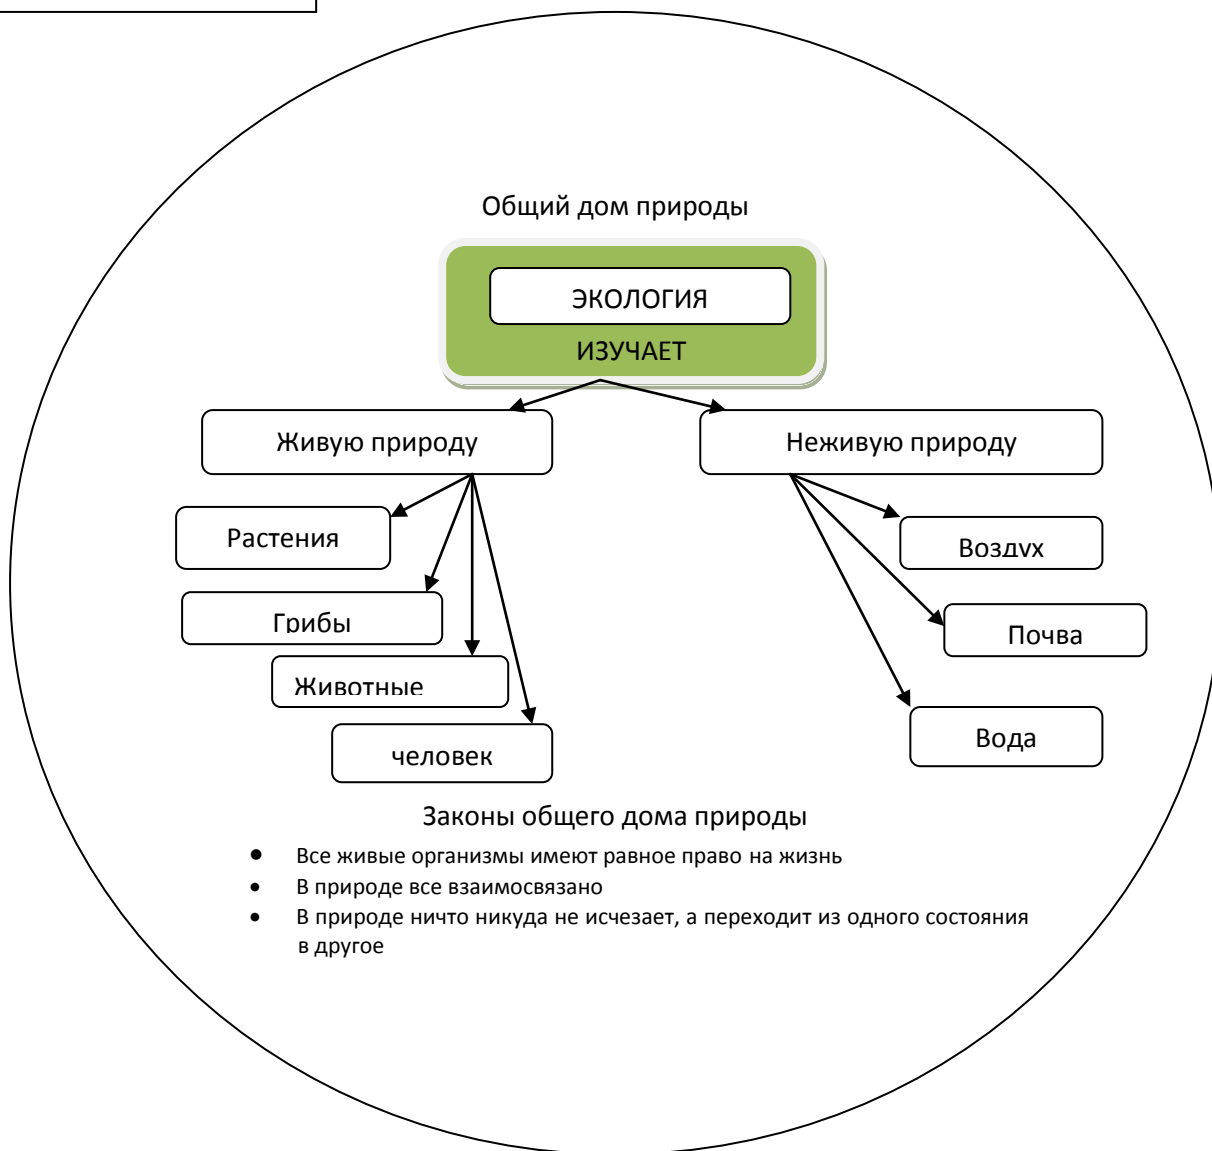 Общий дом природы
ЭКОЛОГИЯ
ИЗУЧАЕТ
Живую природу
Неживую природу
Растения
Воздух
Грибы
Почва
Животные
Вода
человек
Законы общего дома природы
• Все живые организмы имеют равное право на жизнь
• В природе все взаимосвязано
• В природе ничто никуда не исчезает, а переходит из одного состояния
в другое